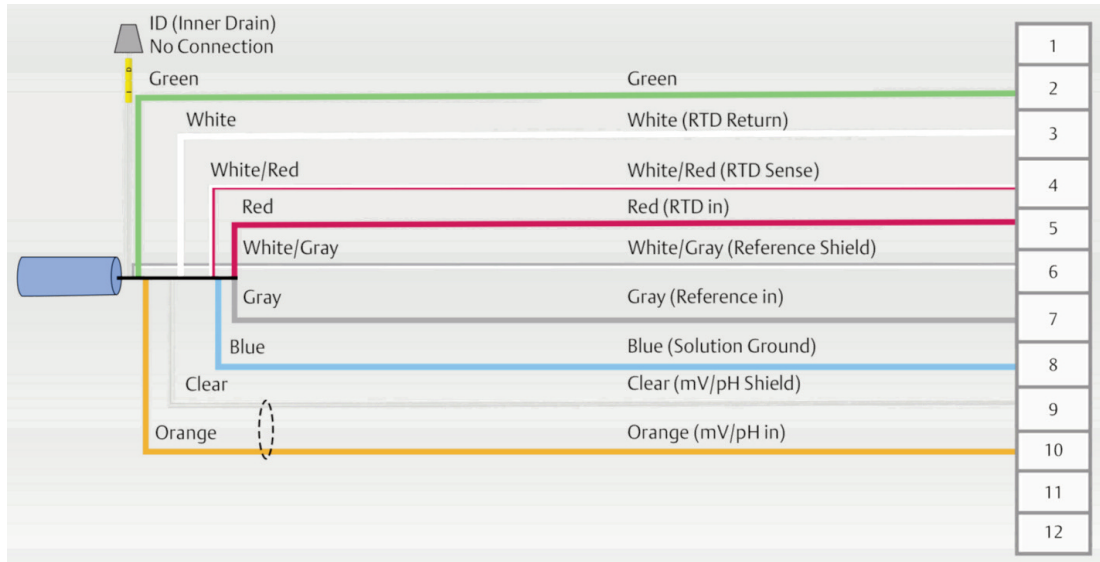 ID (Inner Drain)
No Connection
D
I
Green
Green
White
White (RTD Return)
White/Red
White/Red (RTD Sense)
Red
Red (RTD in)
White/Gray
White/Gray (Reference Shield)
Gray
Gray (Reference in)
Blue
Blue (Solution Ground)
Clear
Clear (mV/pH Shield)
Orange
Orange (mV/pH in)
1
2
3
4
5
6
7
8
9
10
11
12